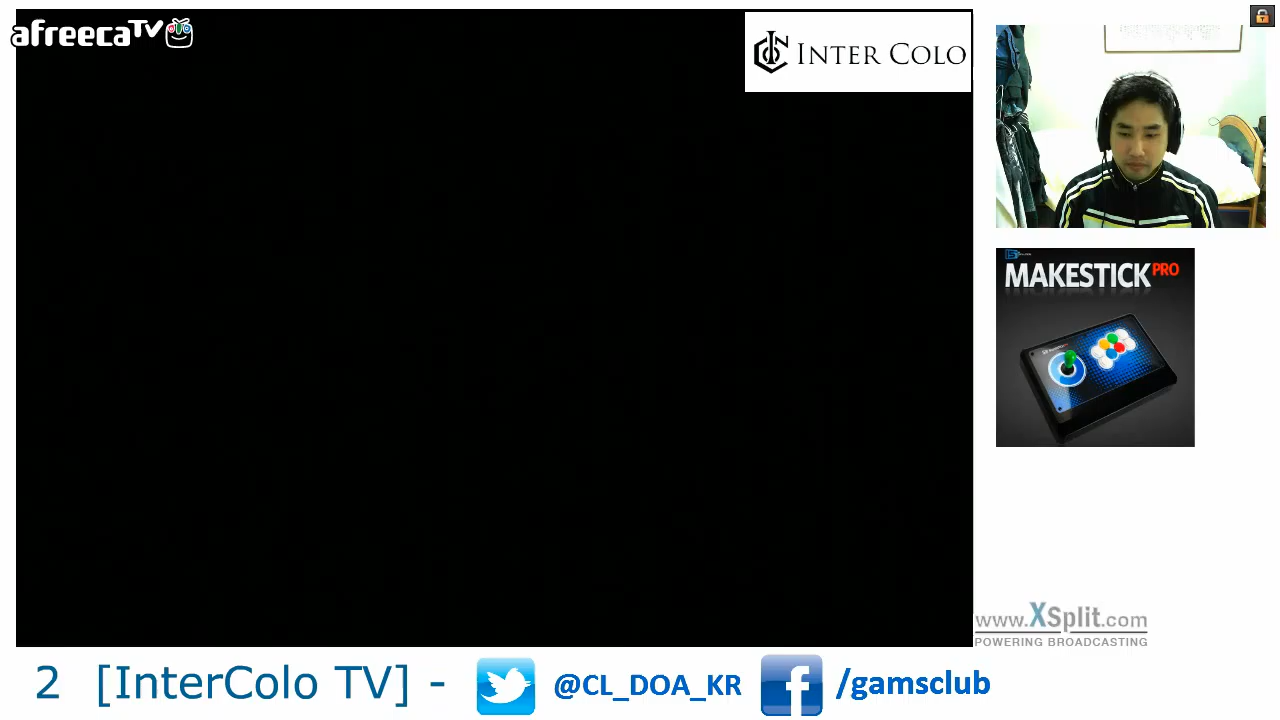 afreecaTV
INTER COLO
MAKESTICK PRO
www.XSplit.com
POWERING BROADCASTING
2 [InterColo TV] -
@CL_DOA_KR
/gamsclub